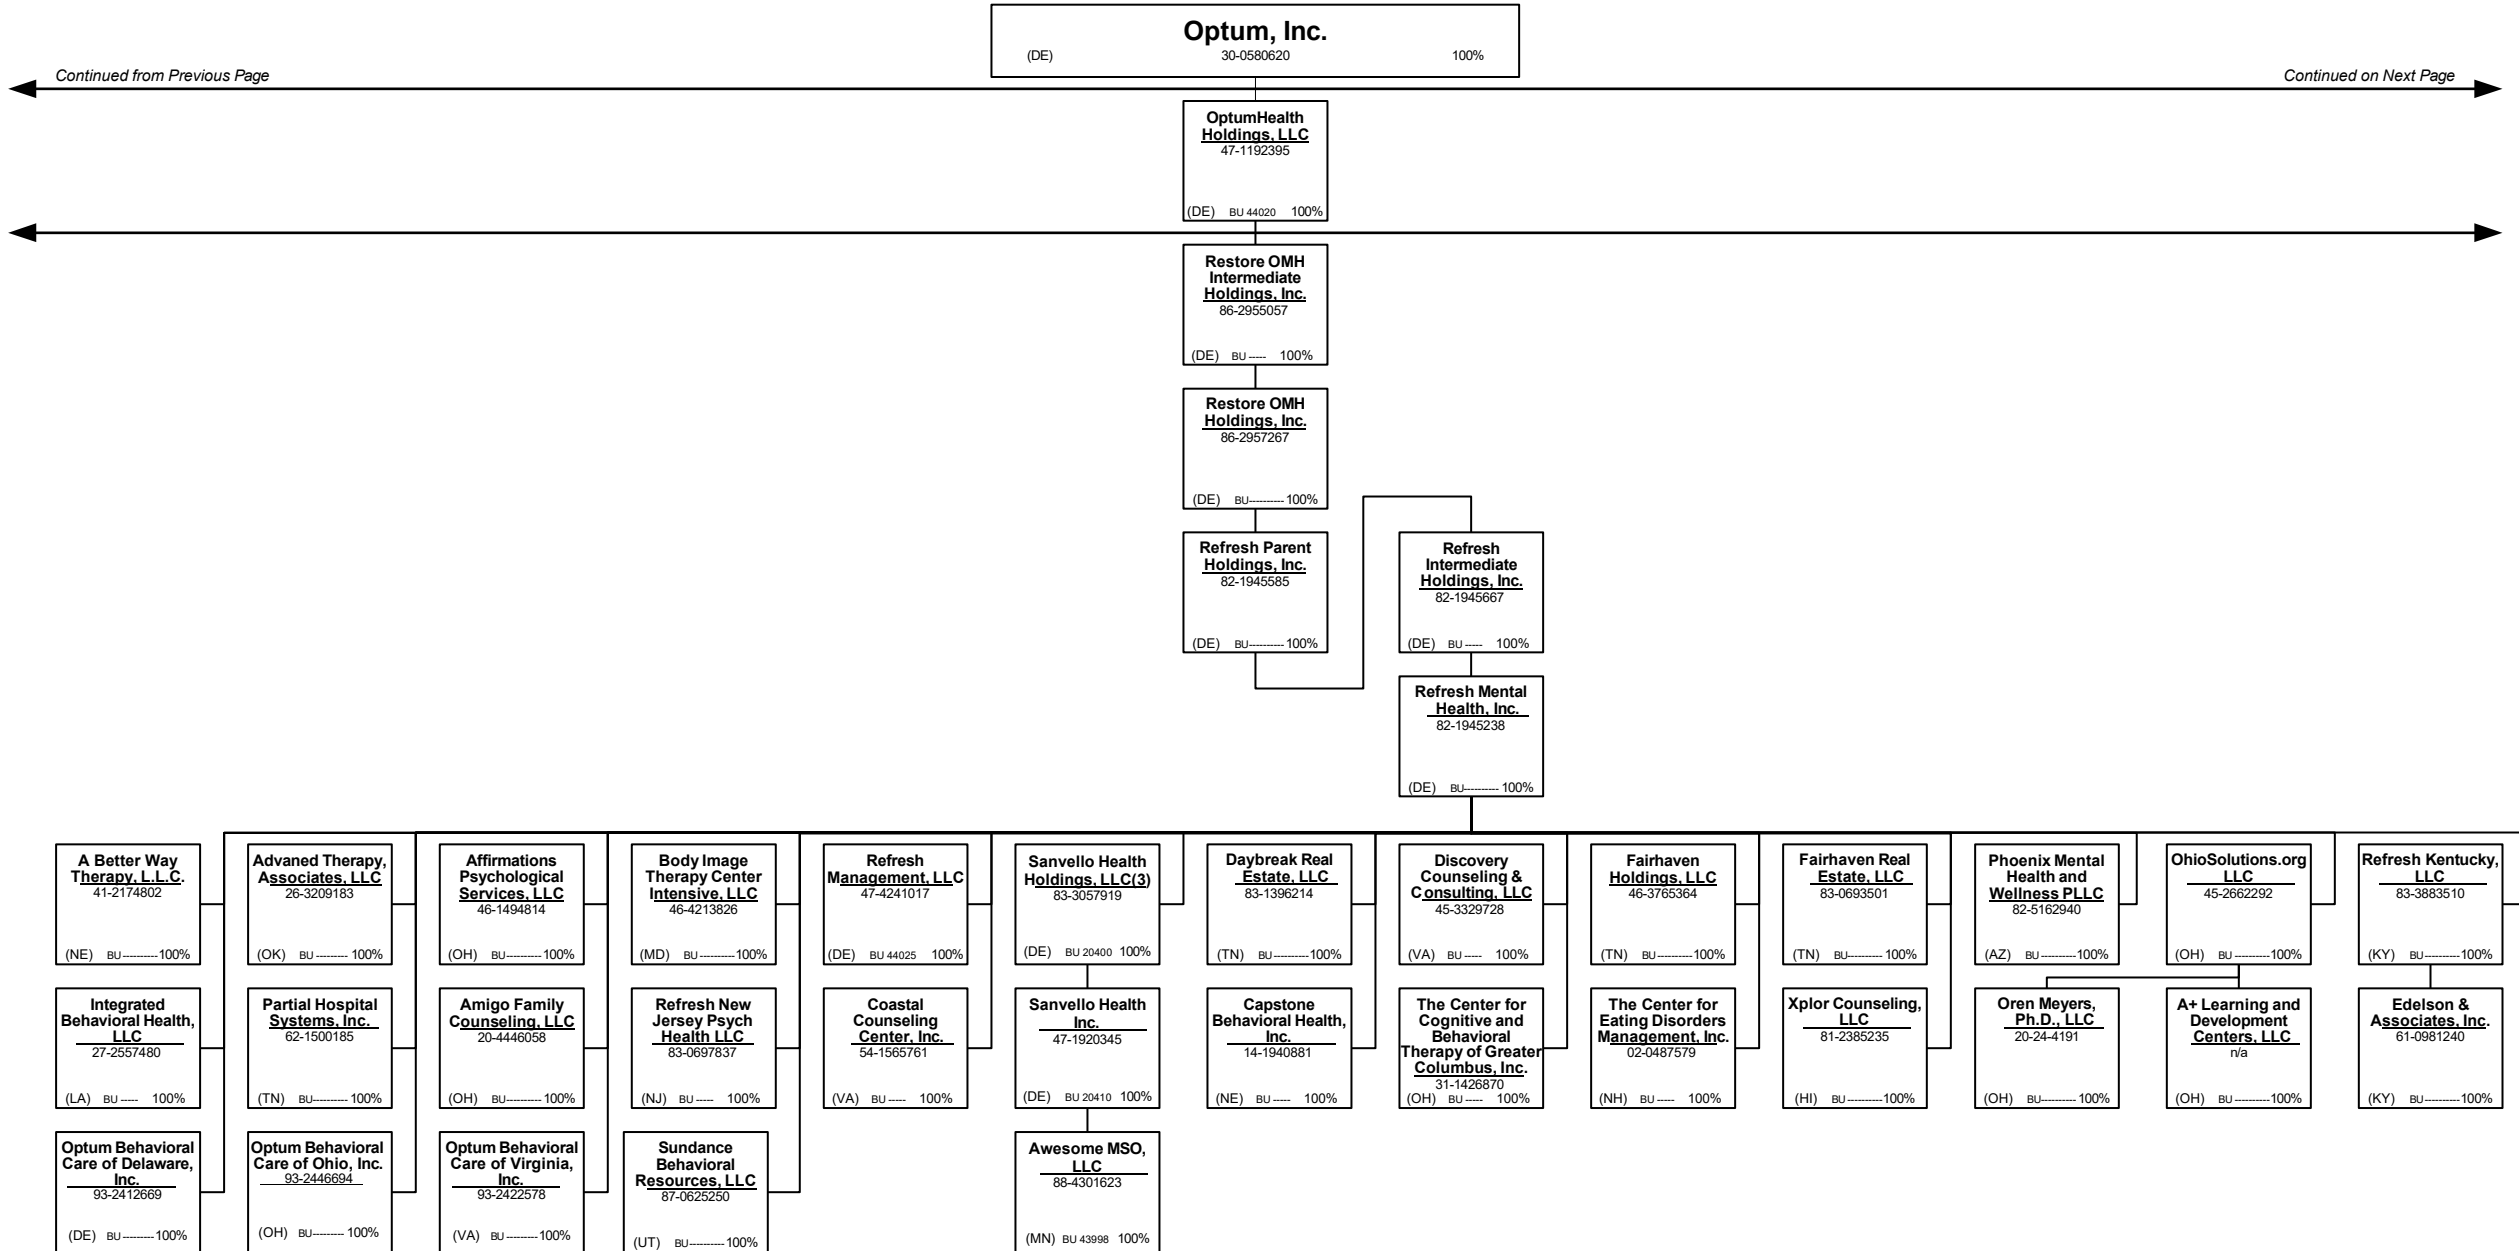 Optum, Inc.
(DE) 30-0580620 100%
Continued from Previous Page
Continued on Next Page
OptumHealth
Holdings, LLC
47-1192395
(DE) BU 44020 100%
Restore OMH
Intermediate
Holdings, Inc.
86-2955057
(DE) BU ----- 100%
Restore OMH
Holdings, Inc.
86-2957267
(DE) BU---------- 100%
Refresh Parent
Holdings, Inc.
82-1945585
(DE) BU---------- 100%
Refresh
Intermediate
Holdings, Inc.
82-1945667
(DE) BU ----- 100%
Refresh Mental
Health, Inc.
82-1945238
(DE) BU---------- 100%
A Better Way
Therapy, L.L.C.
41-2174802
(NE) BU ----------100%
Advaned Therapy,
Associates, LLC
26-3209183
(OK) BU --------- 100%
Affirmations
Psychological
Services, LLC
46-1494814
(OH) BU----------100%
Body Image
Therapy Center
Intensive, LLC
46-4213826
(MD) BU ----------100%
Refresh
Management, LLC
47-4241017
(DE) BU 44025 100%
Sanvello Health
Holdings, LLC(3)
83-3057919
(DE) BU 20400 100%
Daybreak Real
Estate, LLC
83-1396214
(TN) BU----------100%
Discovery
Counseling &
Consulting, LLC
45-3329728
(VA) BU ----- 100%
Fairhaven
Holdings, LLC
46-3765364
(TN) BU----------100%
Fairhaven Real
Estate, LLC
83-0693501
(TN) BU----------100%
Phoenix Mental
Health and
Wellness PLLC
82-5162940
(AZ) BU ----------100%
OhioSolutions.org
LLC
45-2662292
(OH) BU ----------100%
Refresh Kentucky,
LLC
83-3883510
(KY) BU----------100%
Integrated
Behavioral Health,
LLC
27-2557480
(LA) BU ----- 100%
Partial Hospital
Systems, Inc.
62-1500185
(TN) BU---------- 100%
Amigo Family
Counseling, LLC
20-4446058
(OH) BU----------100%
Refresh New
Jersey Psych
Health LLC
83-0697837
(NJ) BU ----- 100%
Coastal
Counseling
Center, Inc.
54-1565761
(VA) BU ----- 100%
Sanvello Health
Inc.
47-1920345
(DE) BU 20410 100%
Capstone
Behavioral Health,
Inc.
14-1940881
(NE) BU ----- 100%
The Center for
Cognitive and
Behavioral
Therapy of Greater
Columbus, Inc.
31-1426870
(OH) BU ----- 100%
The Center for
Eating Disorders
Management, Inc.
02-0487579
(NH) BU ----- 100%
Xplor Counseling,
LLC
81-2385235
(HI) BU ----------100%
Oren Meyers,
Ph.D., LLC
20-24-4191
(OH) BU---------- 100%
A+ Learning and
Development
Centers, LLC
n/a
(OH) BU ----------100%
Edelson &
Associates, Inc.
61-0981240
(KY) BU----------100%
Optum Behavioral
Care of Delaware,
Inc.
93-2412669
(DE) BU ---------100%
Optum Behavioral
Care of Ohio, Inc.
93-2446694
(OH) BU--------- 100%
Optum Behavioral
Care of Virginia,
Inc.
93-2422578
(VA) BU ---------100%
Sundance
Behavioral
Resources, LLC
87-0625250
(UT) BU----------100%
Awesome MSO,
LLC
88-4301623
(MN) BU 43998 100%